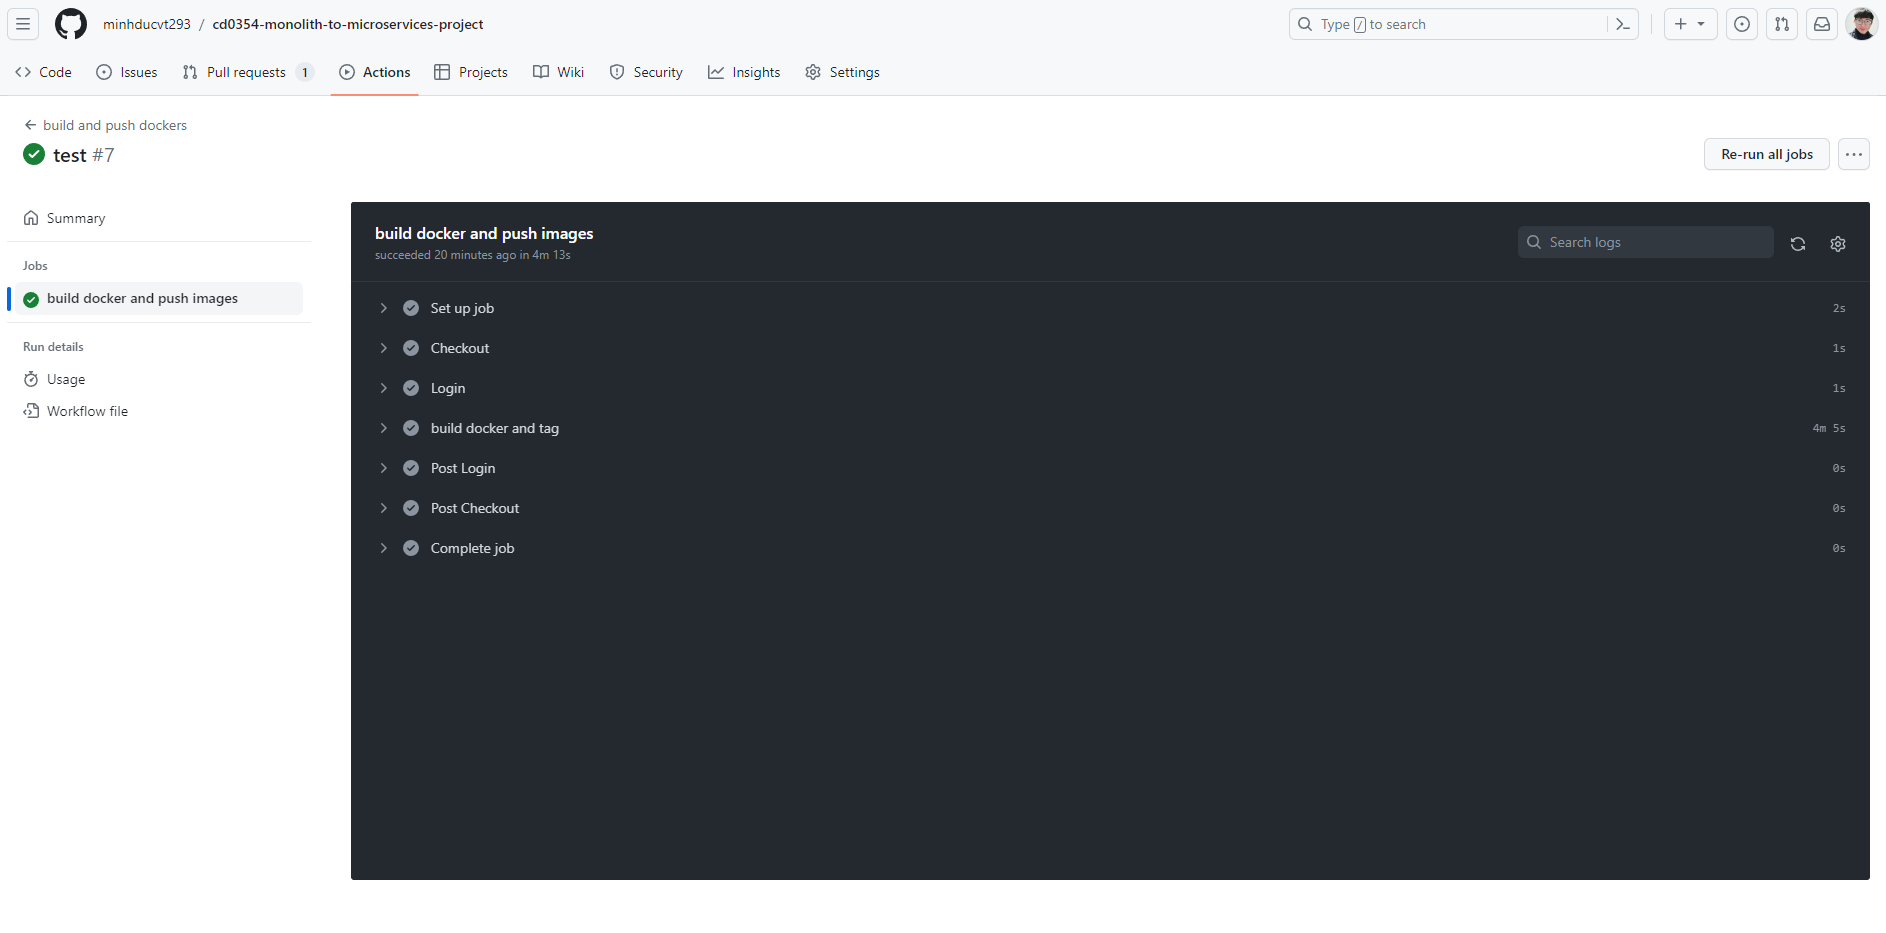 minhducvt293 / cd0354-monolith-to-microservices-project
Type / to search
Code Issues Pull requests 1 Actions Projects Wiki Security Insights Settings
build and push dockers
test #7
Re-run all jobs
Summary
Jobs
build docker and push images
Run details
Usage
Workflow file
build docker and push images
succeeded 20 minutes ago in 4m 13s
Search logs
Set up job 2s
Checkout 1s
Login 1s
build docker and tag 4m 5s
Post Login 0s
Post Checkout 0s
Complete job 0s